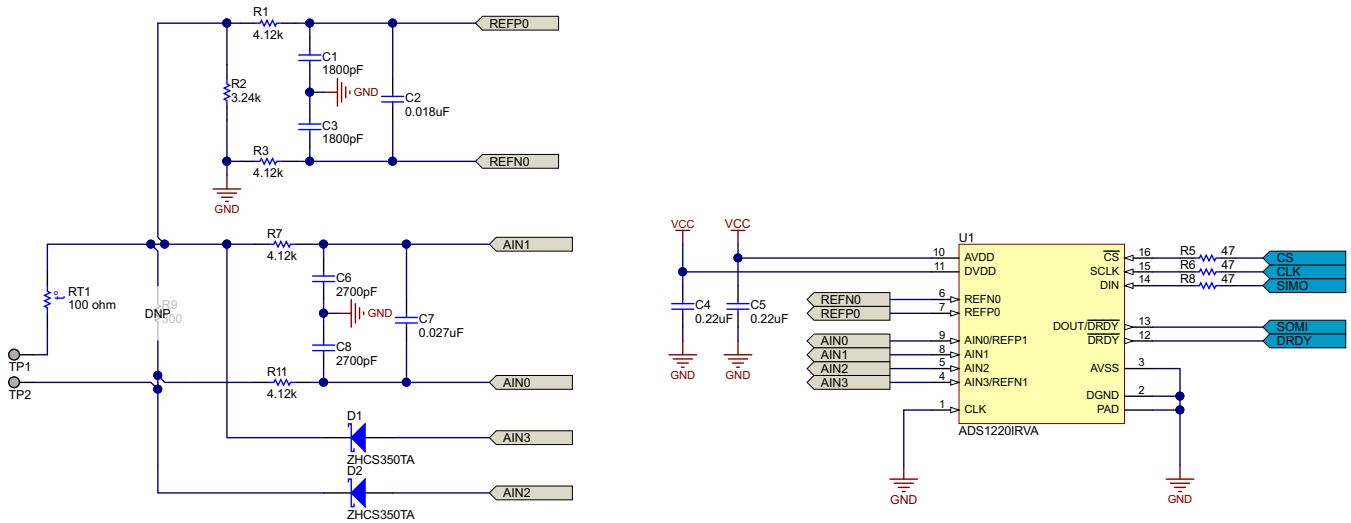 R1
4.12k
REFP0
C1
1800pF
R2
3.24k
GND
C2
0.018uF
C3
1800pF
R3
4.12k
REFN0
GND
R7
4.12k
AIN1
RT1
100 ohm
t°
R9
300
DNP
C6
2700pF
GND
C7
0.027uF
C8
2700pF
TP1
TP2
R11
4.12k
AIN0
D1
ZHCS350TA
AIN3
D2
ZHCS350TA
AIN2
VCC
VCC
C4
0.22uF
C5
0.22uF
GND
GND
U1
10 AVDD
11 DVDD
REFN0 6 REFN0
REFP0 7 REFP0
AIN0 9 AIN0/REFP1
AIN1 8 AIN1
AIN2 5 AIN2
AIN3 4 AIN3/REFN1
1 CLK
ADS1220IRVA
CS 16 R5 47 CS
SCLK 15 R6 47 CLK
DIN 14 R8 47 SIMO
DOUT/DRDY 13 SOMI
DRDY 12 DRDY
AVSS 3
DGND 2
PAD
GND
GND